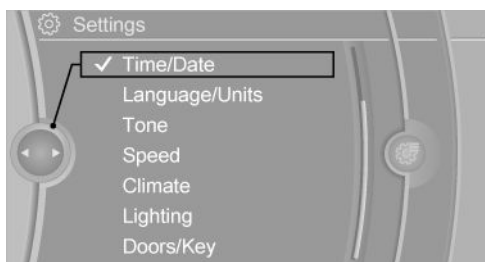 Settings
Time/Date
Language/Units
Tone
Speed
Climate
Lighting
Doors/Key